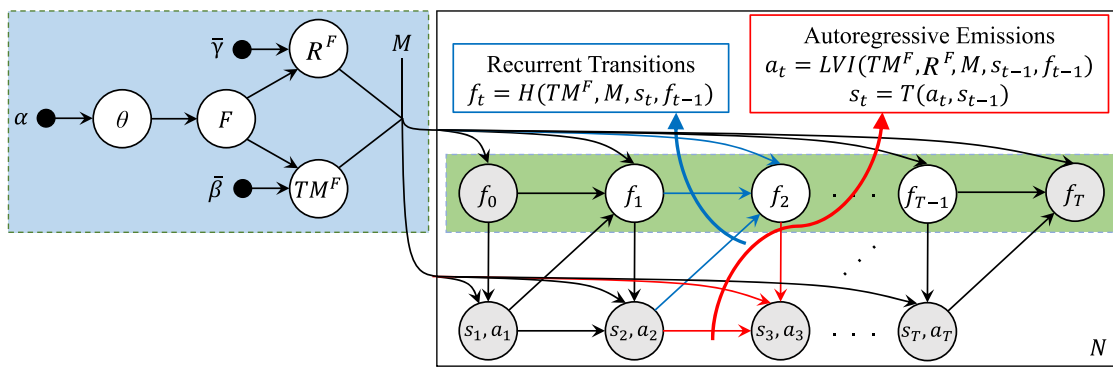 γ̄
R^F
M
α
θ
F
β̄
TM^F
Recurrent Transitions
f_t = H(TM^F, M, s_t, f_{t-1})
Autoregressive Emissions
a_t = LVI(TM^F, R^F, M, s_{t-1}, f_{t-1})
s_t = T(a_t, s_{t-1})
f_0 f_1 f_2 . . . f_{T-1} f_T
. . .
s_1, a_1 s_2, a_2 s_3, a_3 . . . s_T, a_T
N